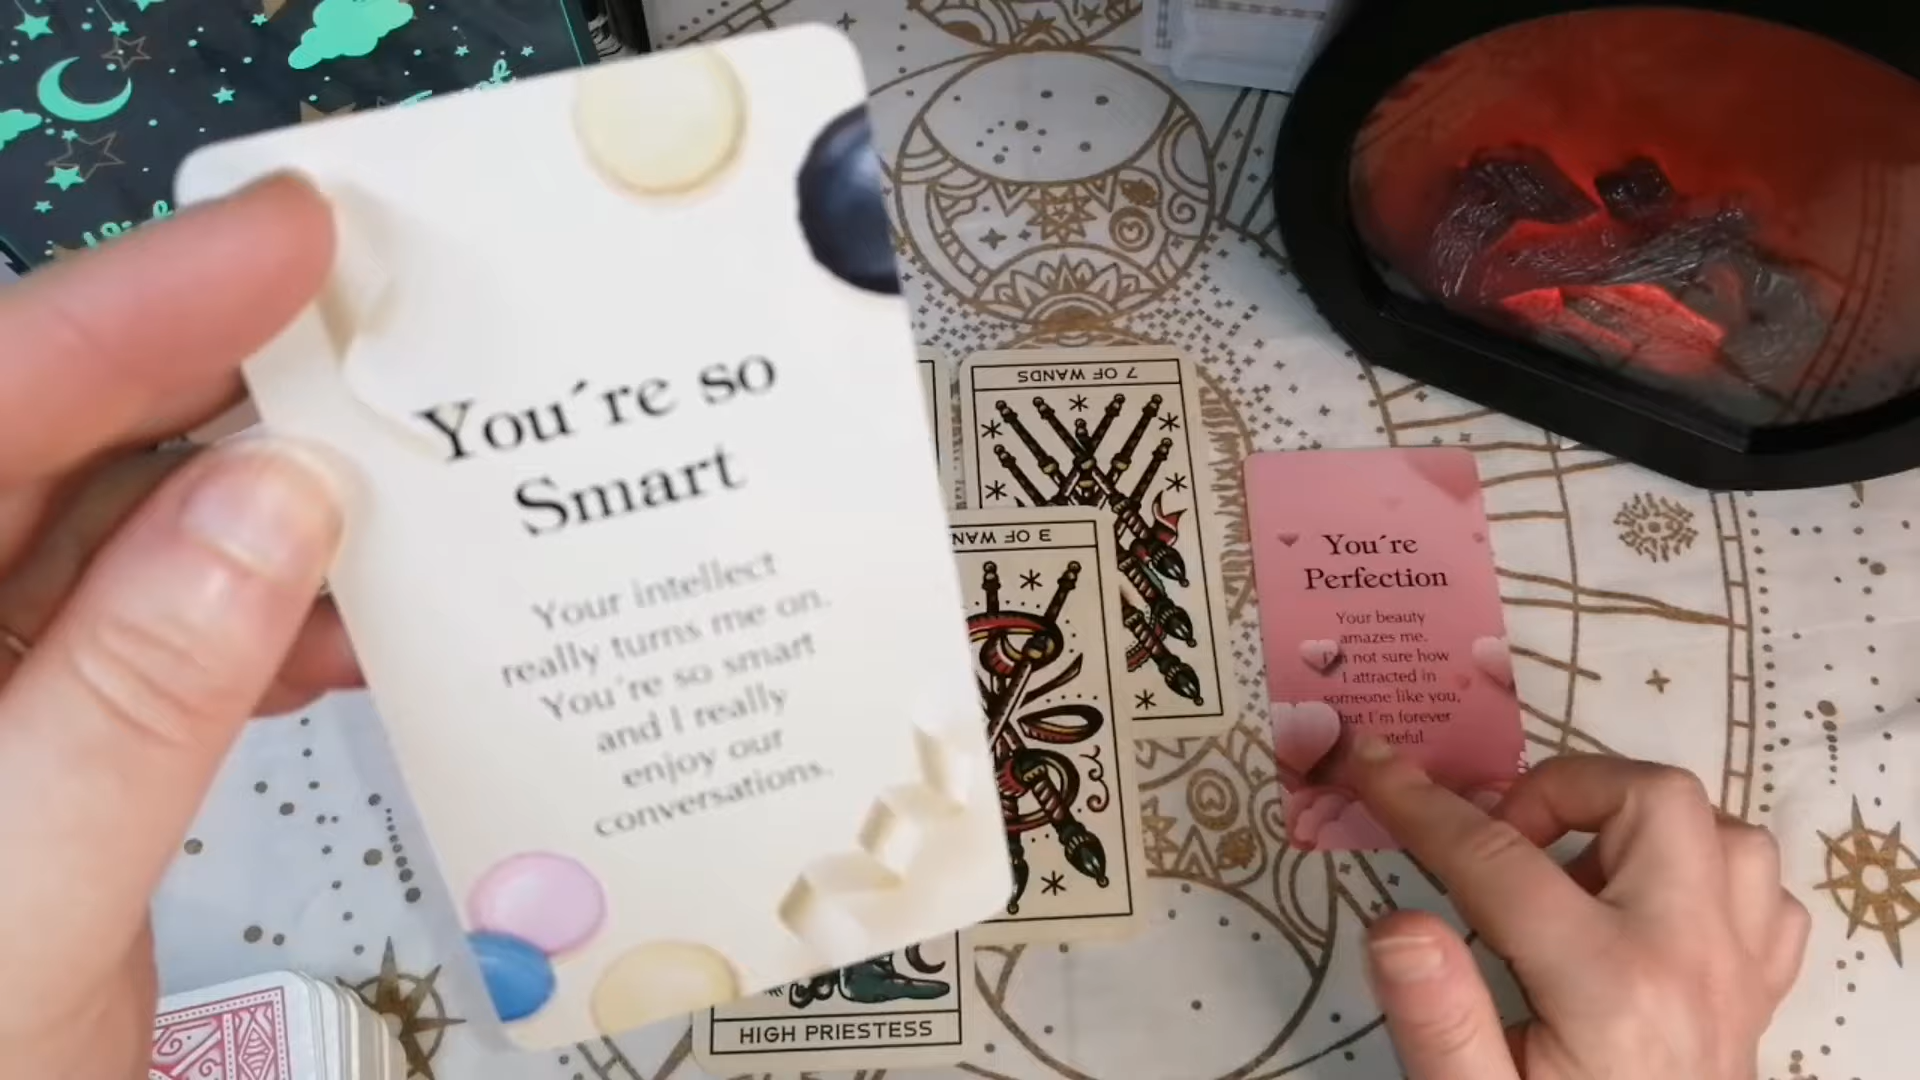 You´re so
Smart
Your intellect
really turns me on.
You´re so smart
and I really
enjoy our
conversations.
7 OF WANDS
3 OF WAN
You´re
Perfection
Your beauty
amazes me.
I'm not sure how
I attracted in
someone like you,
but I´m forever
ateful.
HIGH PRIESTESS